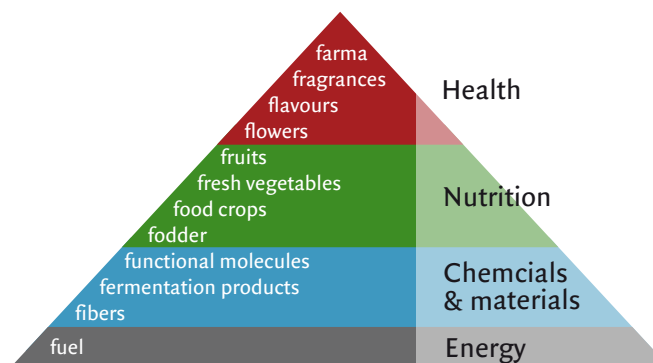 farma
fragrances
flavours
flowers
Health
fruits
fresh vegetables
food crops
fodder
Nutrition
functional molecules
fermentation products
fibers
Chemcials
& materials
fuel
Energy